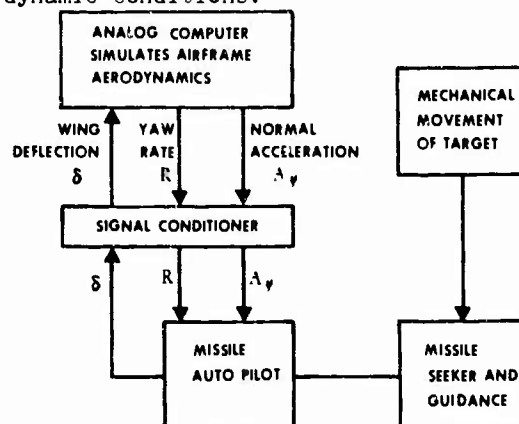 dynamic conditions.
ANALOG COMPUTER
SIMULATES AIRFRAME
AERODYNAMICS
MECHANICAL
MOVEMENT
OF TARGET
WING
DEFLECTION
δ
YAW
RATE
R
NORMAL
ACCELERATION
Aψ
SIGNAL CONDITIONER
δ
R
Aψ
MISSILE
AUTO PILOT
MISSILE
SEEKER AND
GUIDANCE